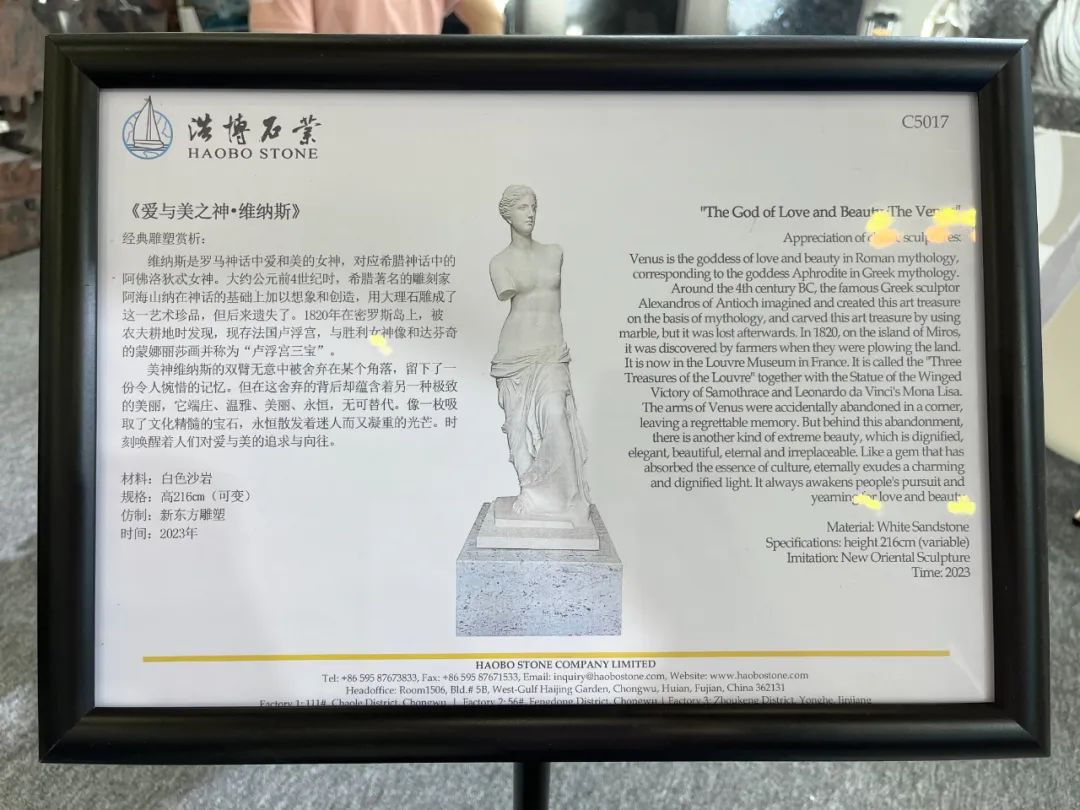 浩博石業
HAOBO STONE
C5017
《爱与美之神•维纳斯》
经典雕塑赏析：
维纳斯是罗马神话中爱和美的女神，对应希腊神话中的
阿佛洛狄忒女神。大约公元前4世纪时，希腊著名的雕刻家
阿海山纳在神话的基础上加以想象和创造，用大理石雕成了
这一艺术珍品，但后来遗失了。1820年在密罗斯岛上，被
农夫耕地时发现，现存法国卢浮宫，与胜利女神像和达芬奇
的蒙娜丽莎画并称为“卢浮宫三宝”。
美神维纳斯的双臂无意中被舍弃在某个角落，留下了一
份令人惋惜的记忆。但在这舍弃的背后却蕴含着另一种极致
的美丽，它端庄、温雅、美丽、永恒，无可替代。像一枚吸
取了文化精髓的宝石，永恒散发着迷人而又凝重的光芒。时
刻唤醒着人们对爱与美的追求与向往。
材料：白色沙岩
规格：高216cm（可变）
仿制：新东方雕塑
时间：2023年
"The God of Love and Beauty ·The Venus"
Appreciation of sculptures:
Venus is the goddess of love and beauty in Roman mythology,
corresponding to the goddess Aphrodite in Greek mythology.
Around the 4th century BC, the famous Greek sculptor
Alexandros of Antioch imagined and created this art treasure
on the basis of mythology, and carved this art treasure by using
marble, but it was lost afterwards. In 1820, on the island of Miros,
it was discovered by farmers when they were plowing the land.
It is now in the Louvre Museum in France. It is called the "Three
Treasures of the Louvre" together with the Statue of the Winged
Victory of Samothrace and Leonardo da Vinci's Mona Lisa.
The arms of Venus were accidentally abandoned in a corner,
leaving a regrettable memory. But behind this abandonment,
there is another kind of extreme beauty, which is dignified,
elegant, beautiful, eternal and irreplaceable. Like a gem that has
absorbed the essence of culture, eternally exudes a charming
and dignified light. It always awakens people's pursuit and
yearning for love and beauty.
Material: White Sandstone
Specifications: height 216cm (variable)
Imitation: New Oriental Sculpture
Time: 2023
HAOBO STONE COMPANY LIMITED
Tel: +86 595 87673833, Fax: +86 595 87671533, Email: inquiry@haobostone.com, Website: www.haobostone.com
Headoffice: Room1506, Bld.# 5B, West-Gulf Haijing Garden, Chongwu, Huian, Fujian, China 362131
Factory 1: 111#, Chaole District, Chongwu | Factory 2: 56#, Fengdong District, Chongwu | Factory 3: Zhoukeng District, Yonghe, Jinjiang